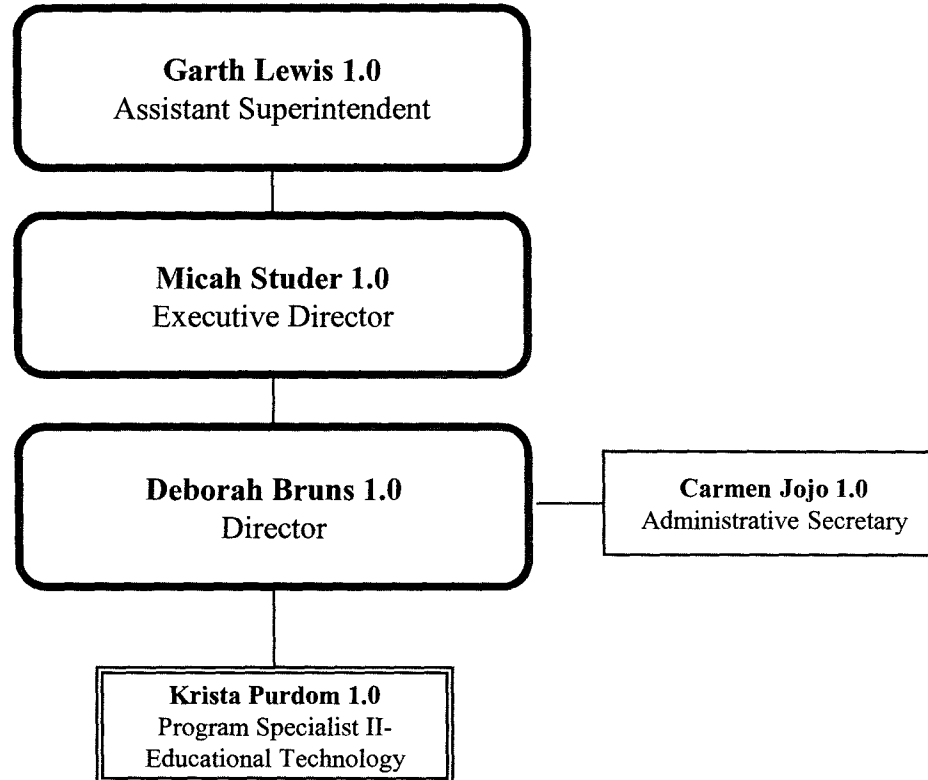 Garth Lewis 1.0
Assistant Superintendent
Micah Studer 1.0
Executive Director
Deborah Bruns 1.0
Director
Carmen Jojo 1.0
Administrative Secretary
Krista Purdom 1.0
Program Specialist II-
Educational Technology